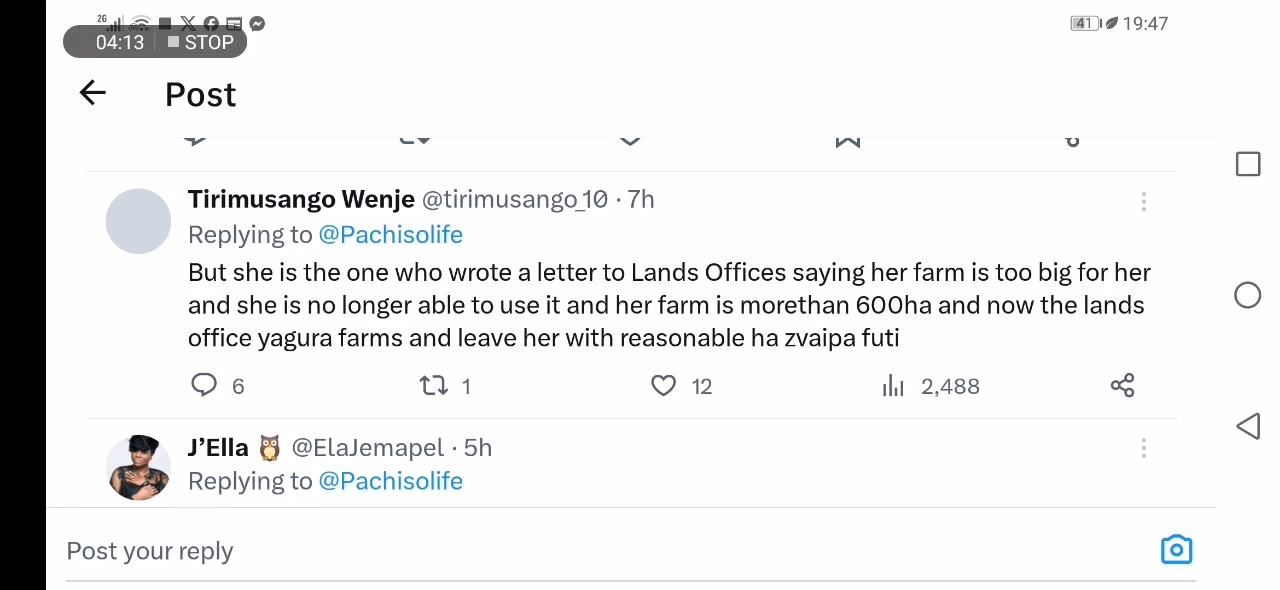 26
04:13 STOP
41 19:47
Post
Tirimusango Wenje @tirimusango_10 · 7h
Replying to @Pachisolife
But she is the one who wrote a letter to Lands Offices saying her farm is too big for her
and she is no longer able to use it and her farm is morethan 600ha and now the lands
office yagura farms and leave her with reasonable ha zvaipa futi
6 1 12 2,488
J’Ella 🦉 @ElaJemapel · 5h
Replying to @Pachisolife
Post your reply